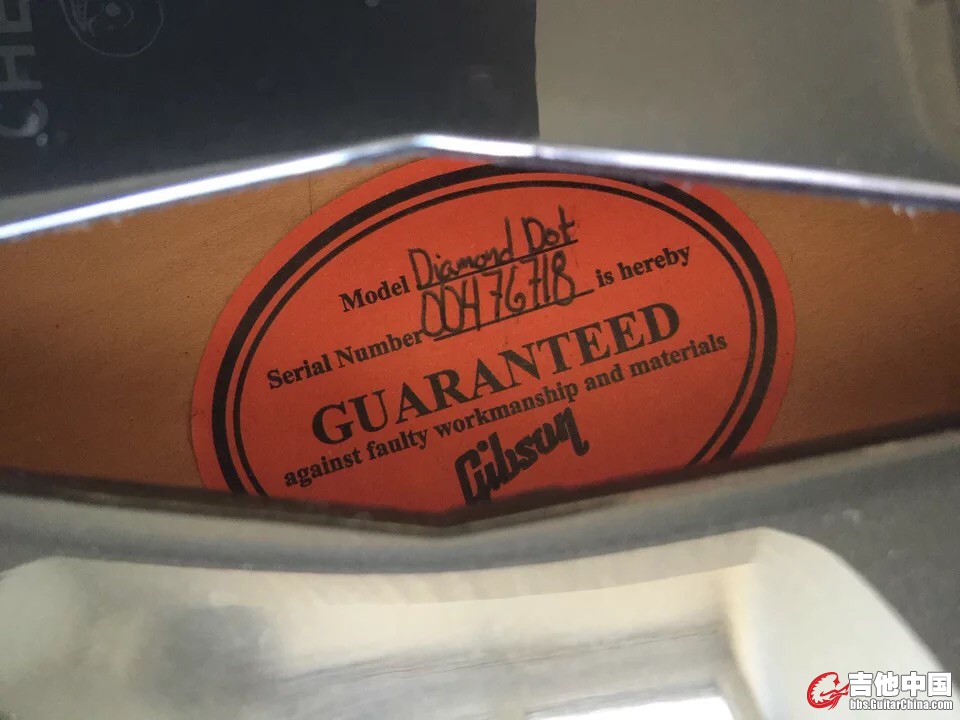 CHE
Model Diamond Dot
Serial Number 00476718 is hereby
GUARANTEED
against faulty workmanship and materials
Gibson
吉他中国
bbs.GuitarChina.com